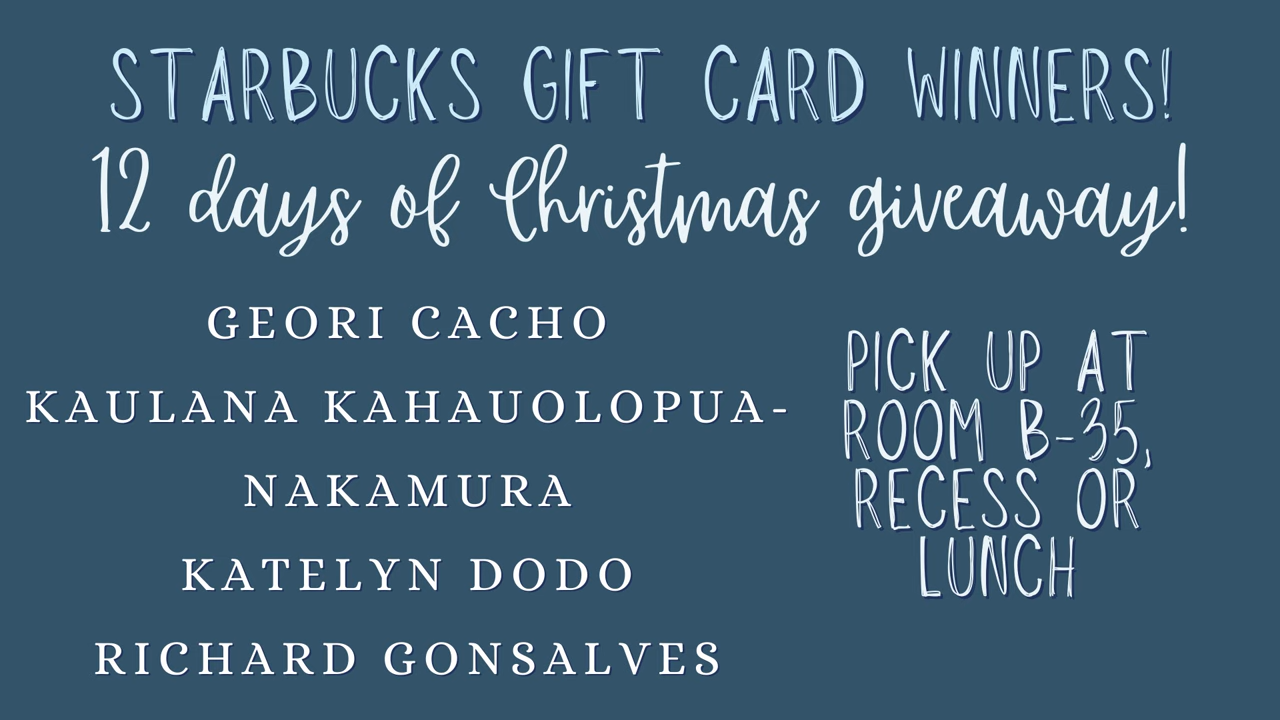 STARBUCKS GIFT CARD WINNERS!
12 days of Christmas giveaway!
GEORI CACHO
KAULANA KAHAUOLOPUA-
NAKAMURA
KATELYN DODO
RICHARD GONSALVES
PICK UP AT
ROOM B-35,
RECESS OR
LUNCH